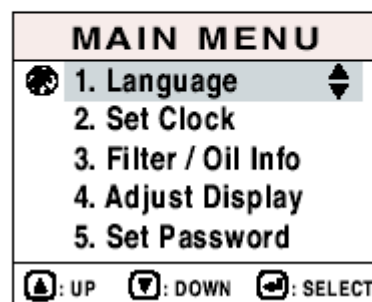 MAIN MENU
1. Language
2. Set Clock
3. Filter / Oil Info
4. Adjust Display
5. Set Password
: UP : DOWN : SELECT